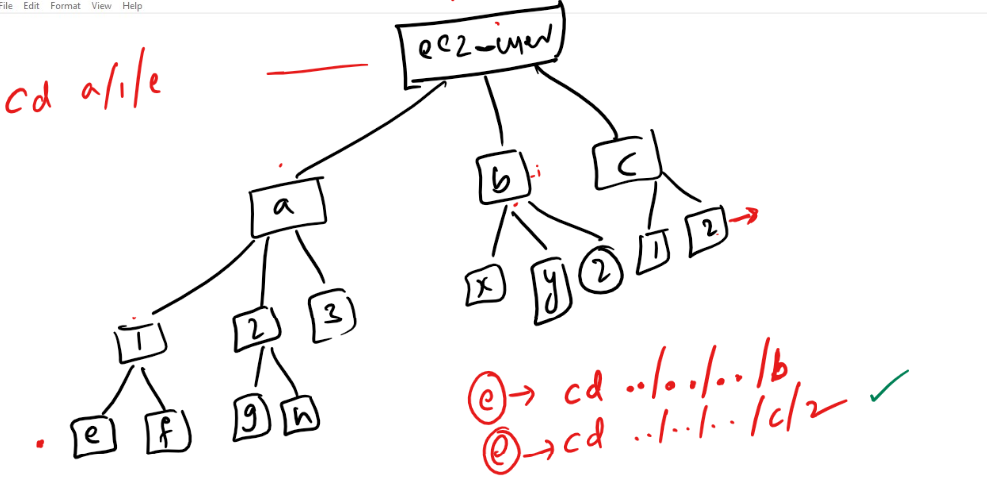 File Edit Format View Help
ec2-user
cd a/1/e
a
b
c
x
y
2
1
2
1
2
3
e
f
g
h
e → cd ../../../b
e → cd ../../../c/2